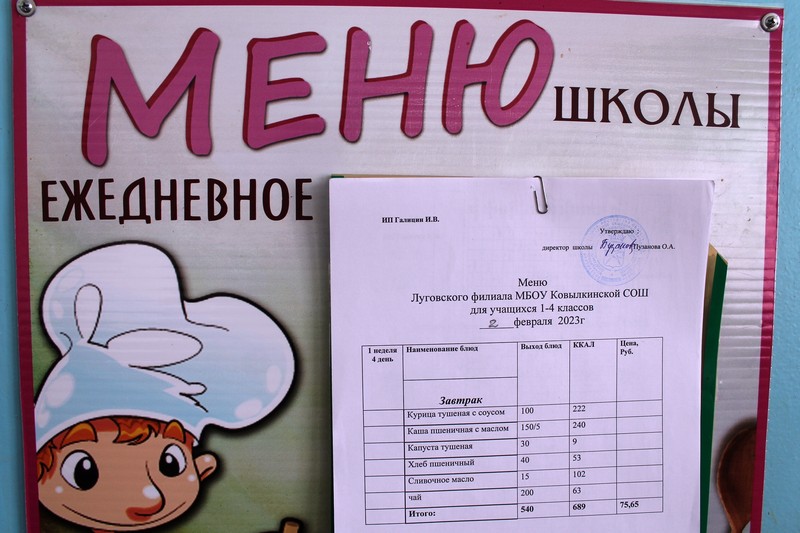 МЕНЮ ШКОЛЫ
ЕЖЕДНЕВНОЕ
ИП Галицин И.В.
Утверждаю :
директор школы Пузанова О.А.
Меню
Луговского филиала МБОУ Ковылкинской СОШ
для учащихся 1-4 классов
2 февраля 2023г
1 неделя 4 день Наименование блюд Выход блюд ККАЛ Цена, Руб.
Завтрак
Курица тушеная с соусом 100 222
Каша пшеничная с маслом 150/5 240
Капуста тушеная 30 9
Хлеб пшеничный 40 53
Сливочное масло 15 102
чай 200 63
Итого: 540 689 75,65